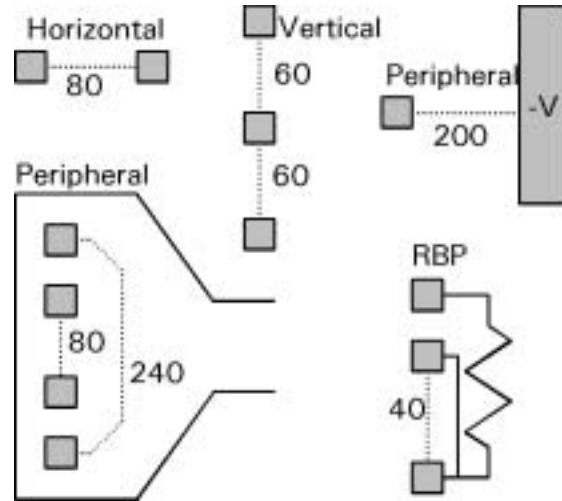 Horizontal
80
Vertical
60
60
Peripheral
200
-V
Peripheral
80
240
RBP
40